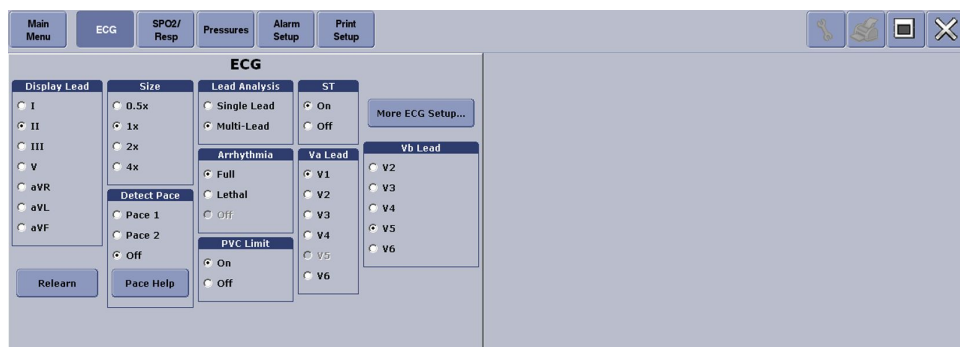 Main Menu
ECG
SPO2/ Resp
Pressures
Alarm Setup
Print Setup
ECG
Display Lead
I
II
III
V
aVR
aVL
aVF
Relearn
Size
0.5x
1x
2x
4x
Detect Pace
Pace 1
Pace 2
Off
Pace Help
Lead Analysis
Single Lead
Multi-Lead
Arrhythmia
Full
Lethal
Off
PVC Limit
On
Off
ST
On
Off
Va Lead
V1
V2
V3
V4
V5
V6
More ECG Setup...
Vb Lead
V2
V3
V4
V5
V6